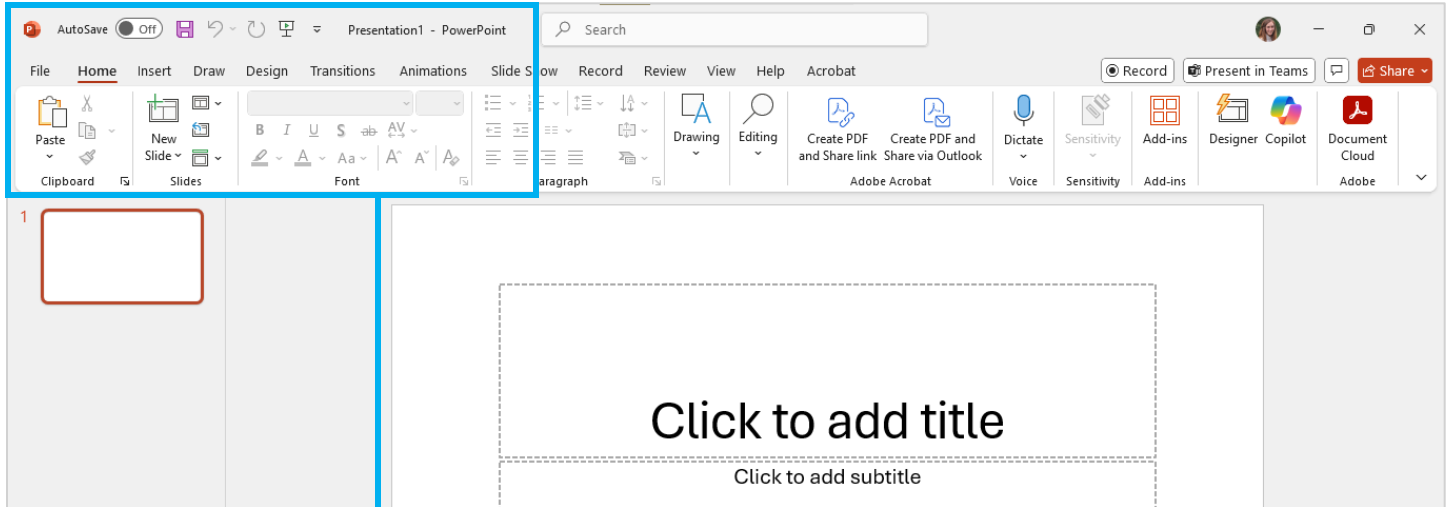 AutoSave Off Presentation1 - PowerPoint Search
File Home Insert Draw Design Transitions Animations Slide Show Record Review View Help Acrobat Record Present in Teams Share
Paste
New
Slide
B I U S ab AV
A Aa A A A
Drawing
Editing
Create PDF
and Share link
Create PDF and
Share via Outlook
Dictate
Sensitivity
Add-ins
Designer
Copilot
Document
Cloud
Clipboard Slides Font aragraph Adobe Acrobat Voice Sensitivity Add-ins Adobe
1
Click to add title
Click to add subtitle